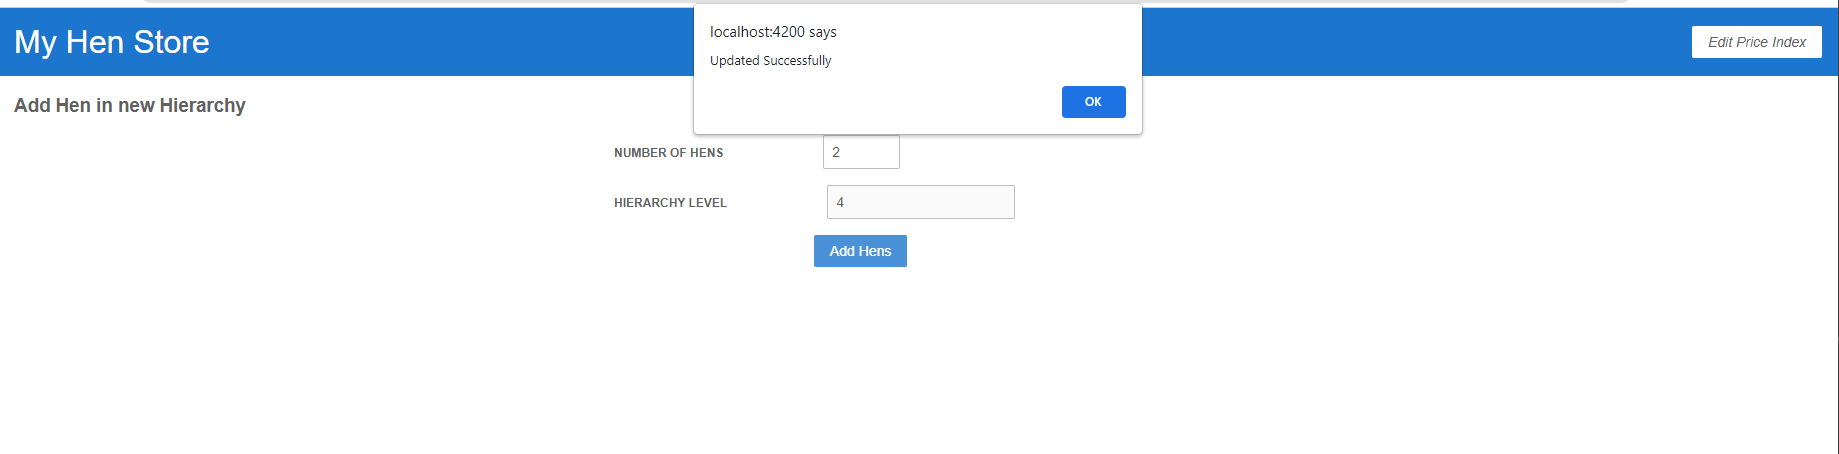 My Hen Store
localhost:4200 says
Updated Successfully
OK
Edit Price Index
Add Hen in new Hierarchy
NUMBER OF HENS 2
HIERARCHY LEVEL 4
Add Hens